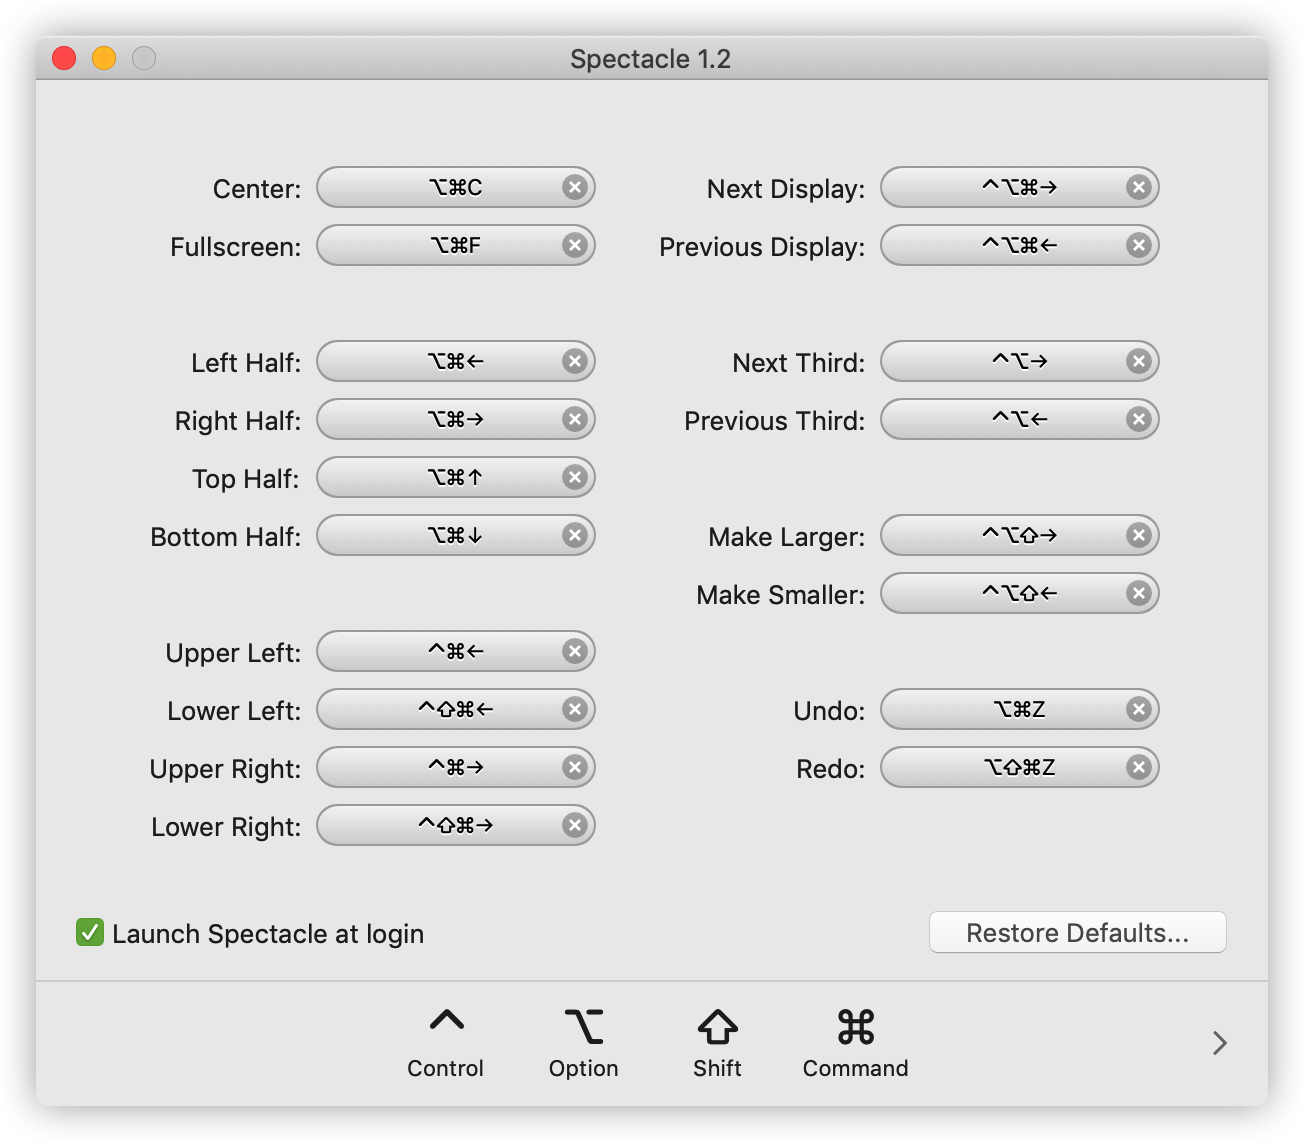 Spectacle 1.2
Center: ⌥⌘C
Fullscreen: ⌥⌘F
Left Half: ⌥⌘←
Right Half: ⌥⌘→
Top Half: ⌥⌘↑
Bottom Half: ⌥⌘↓
Upper Left: ^⌘←
Lower Left: ^⇧⌘←
Upper Right: ^⌘→
Lower Right: ^⇧⌘→
Next Display: ^⌥⌘→
Previous Display: ^⌥⌘←
Next Third: ^⌥→
Previous Third: ^⌥←
Make Larger: ^⌥⇧→
Make Smaller: ^⌥⇧←
Undo: ⌥⌘Z
Redo: ⌥⇧⌘Z
Launch Spectacle at login
Restore Defaults...
^ ⌥ ⇧ ⌘
Control Option Shift Command